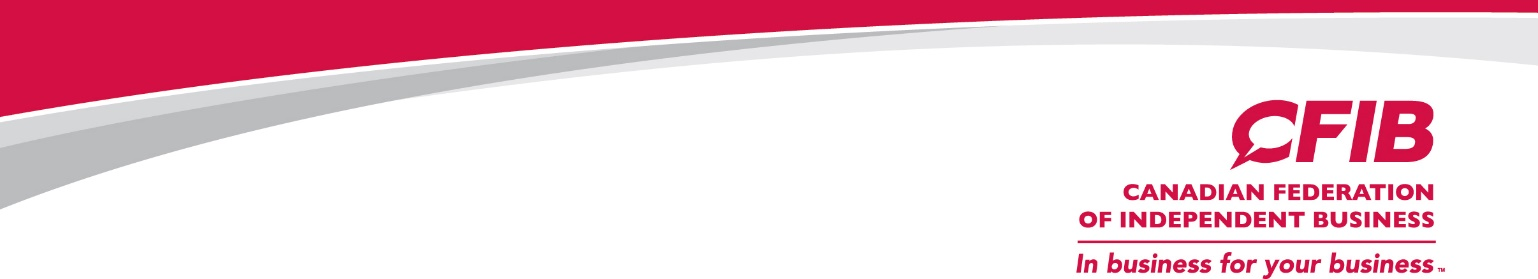 CFIB
CANADIAN FEDERATION
OF INDEPENDENT BUSINESS
In business for your business™